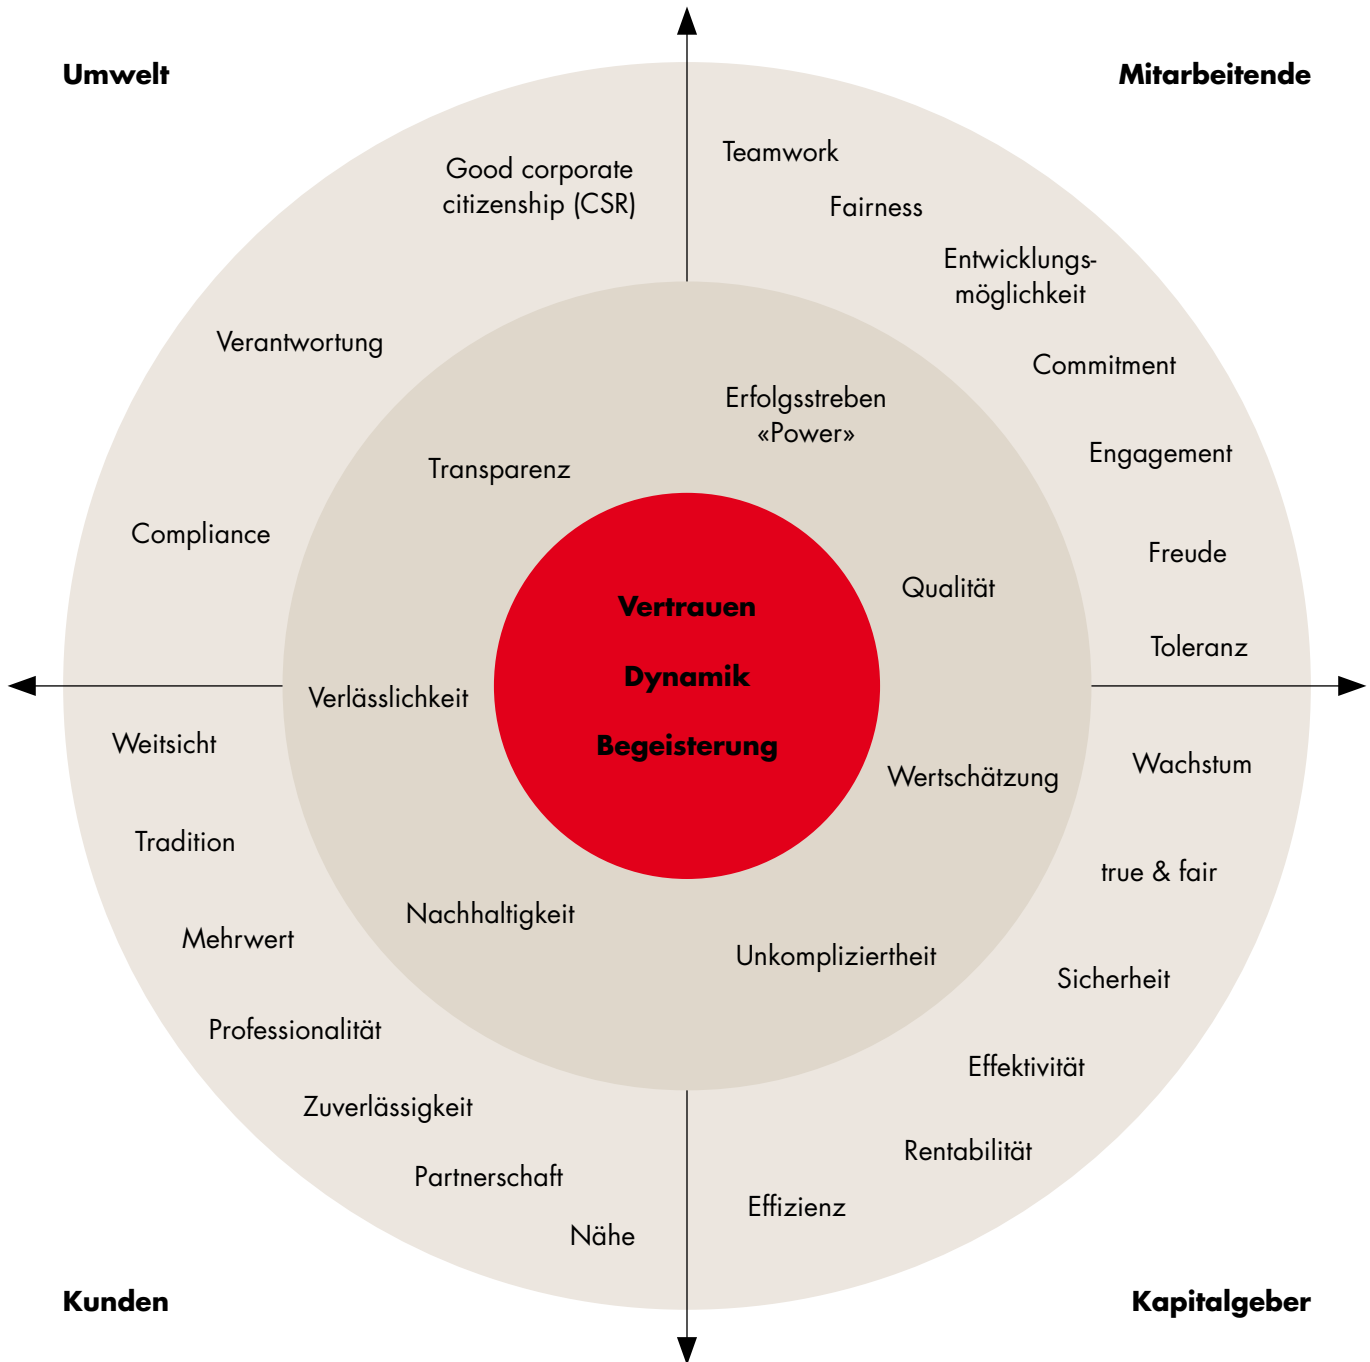 Umwelt
Mitarbeitende
Good corporate
citizenship (CSR)
Verantwortung
Compliance
Teamwork
Fairness
Entwicklungs-
möglichkeit
Commitment
Engagement
Freude
Toleranz
Erfolgsstreben
«Power»
Transparenz
Qualität
Verlässlichkeit
Wertschätzung
Nachhaltigkeit
Unkompliziertheit
Vertrauen
Dynamik
Begeisterung
Weitsicht
Tradition
Mehrwert
Professionalität
Zuverlässigkeit
Partnerschaft
Nähe
Wachstum
true & fair
Sicherheit
Effektivität
Rentabilität
Effizienz
Kunden
Kapitalgeber